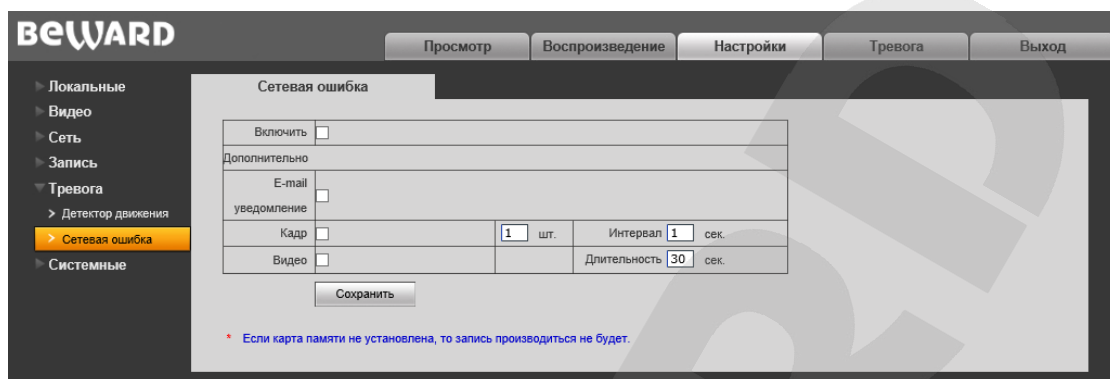 BEWARD
Просмотр Воспроизведение Настройки Тревога Выход
Локальные
Видео
Сеть
Запись
Тревога
> Детектор движения
> Сетевая ошибка
Системные
Сетевая ошибка
Включить
Дополнительно
E-mail
уведомление
Кадр 1 шт. Интервал 1 сек.
Видео Длительность 30 сек.
Сохранить
* Если карта памяти не установлена, то запись производиться не будет.